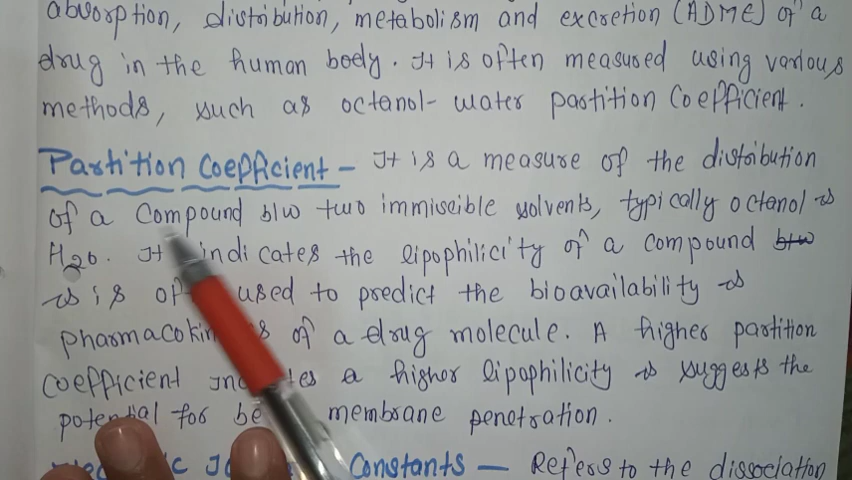 absorption, distribution, metabolism and excretion (ADME) of a
drug in the human body. It is often measured using various
methods, such as octanol-water partition coefficient.
Partition Coefficient - It is a measure of the distribution
of a compound b/w two immiscible solvents, typically octanol &
H2O. It indicates the lipophilicity of a compound
& is used to predict the bioavailability &
of a drug molecule. A higher partition
coefficient a higher lipophilicity & suggests the
potential for membrane penetration.
Constants - Refers to the dissociation